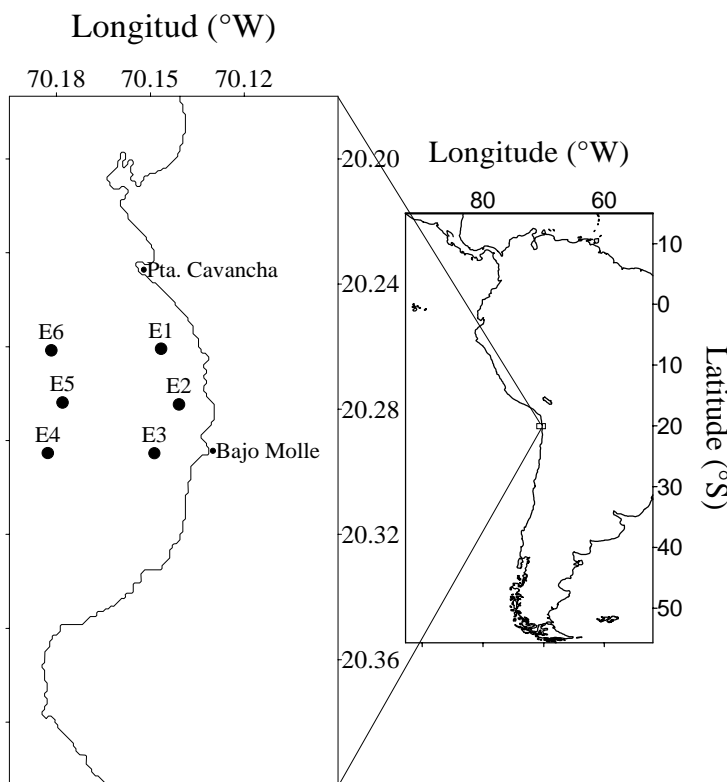 Longitud (°W)
70.18 70.15 70.12
20.20
Pta. Cavancha
20.24
E6 E1
E5 E2
20.28
E4 E3
Bajo Molle
20.32
20.36
Longitude (°W)
80 60
10
0
10
20
30
40
50
Latitude (°S)